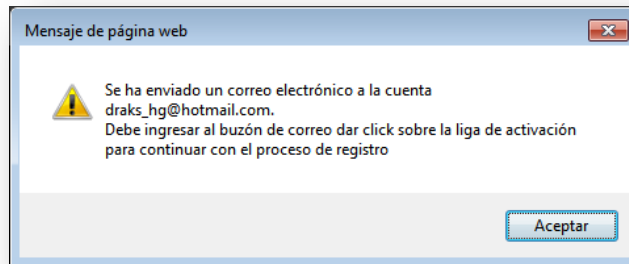 Mensaje de página web
Se ha enviado un correo electrónico a la cuenta
draks_hg@hotmail.com.
Debe ingresar al buzón de correo dar click sobre la liga de activación
para continuar con el proceso de registro
Aceptar